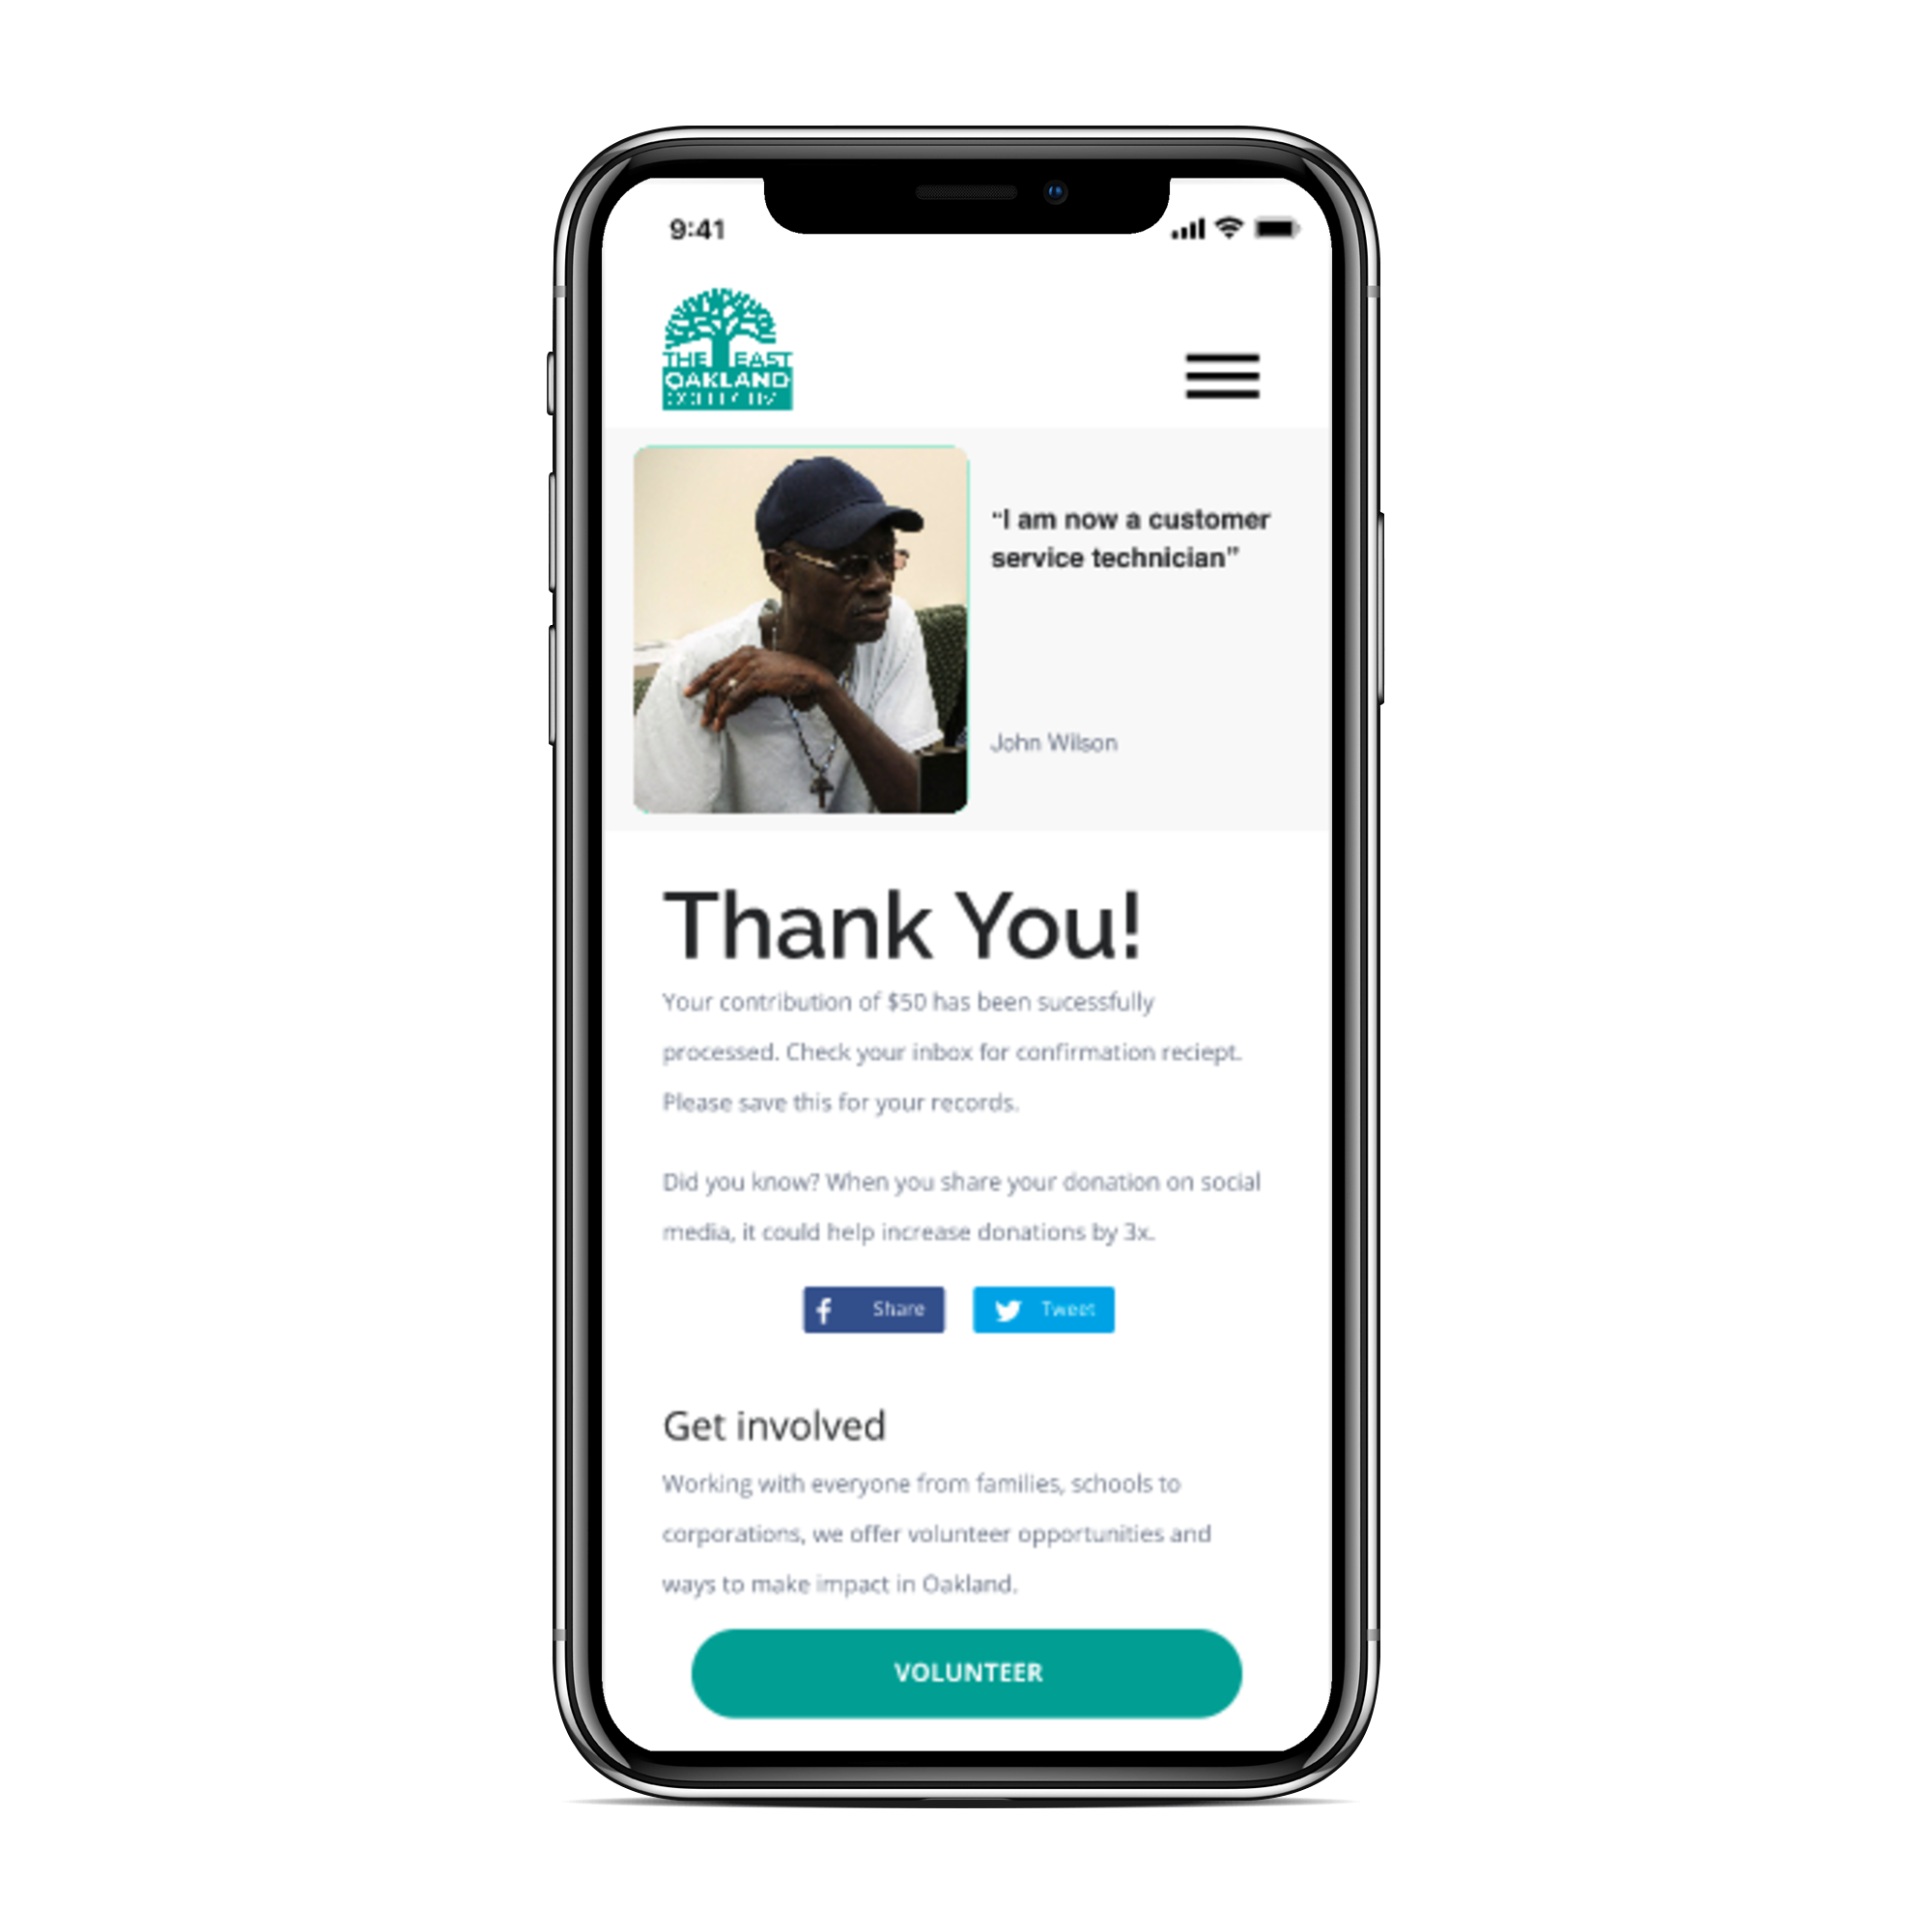 9:41
THE EAST
OAKLAND
“I am now a customer
service technician”
John Wilson
Thank You!
Your contribution of $50 has been sucessfully
processed. Check your inbox for confirmation reciept.
Please save this for your records.
Did you know? When you share your donation on social
media, it could help increase donations by 3x.
Share
Tweet
Get involved
Working with everyone from families, schools to
corporations, we offer volunteer opportunities and
ways to make impact in Oakland.
VOLUNTEER